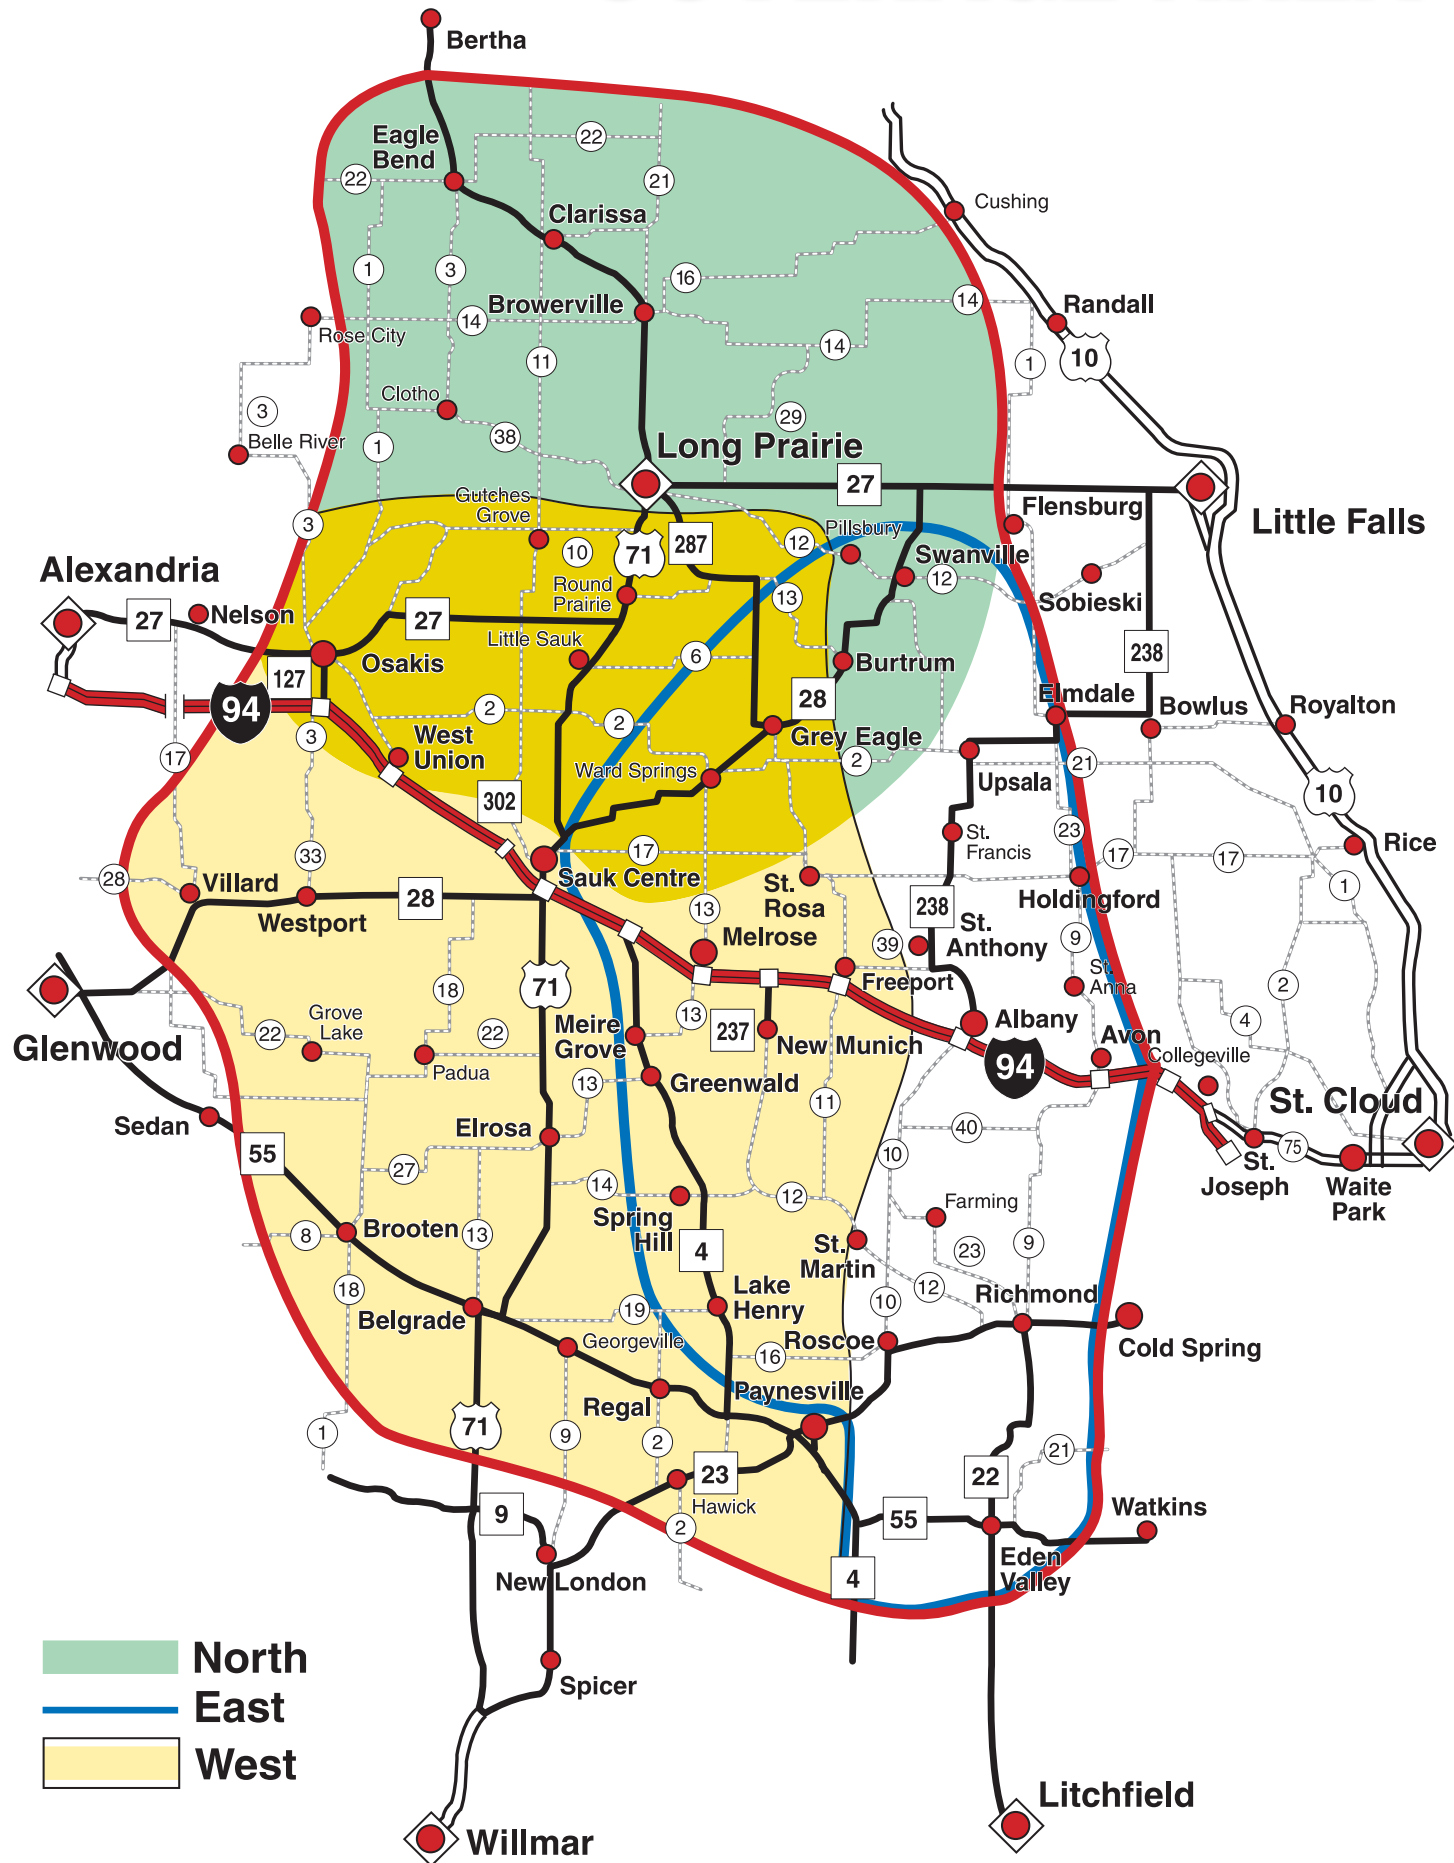 Bertha
Eagle
Bend
22
22
21
Clarissa
Cushing
1
3
16
Browerville
14
Randall
Rose City
14
14
10
11
1
Clotho
3
29
Belle River
1
38
Long Prairie
27
Gutches
Grove
Flensburg
3
Little Falls
10
71
287
12
Pillsbury
Swanville
Alexandria
12
Round
Prairie
13
Sobieski
27
Nelson
27
Little Sauk
238
Osakis
6
Burtrum
127
28
Elmdale
94
2
2
Bowlus
Royalton
3
West
Union
Grey Eagle
17
2
21
Ward Springs
Upsala
302
10
St.
Francis
23
Rice
33
17
17
17
28
Villard
Sauk Centre
St.
Rosa
1
Westport
28
Holdingford
238
13
St.
Anthony
Melrose
39
9
Freeport
St.
Anna
71
18
2
Glenwood
Grove
Lake
22
22
Meire
Grove
13
237
New Munich
Albany
4
Avon
Collegeville
Padua
94
13
Greenwald
11
St. Cloud
Sedan
Elrosa
40
55
10
75
27
St.
Joseph
Waite
Park
14
12
Spring
Hill
Farming
Brooten
8
13
4
St.
Martin
23
9
18
12
Lake
Henry
10
Richmond
Belgrade
19
Georgeville
Roscoe
Cold Spring
16
Paynesville
Regal
1
71
9
2
21
23
22
Hawick
9
2
55
Watkins
New London
4
Eden
Valley
North
Spicer
East
West
Litchfield
Willmar